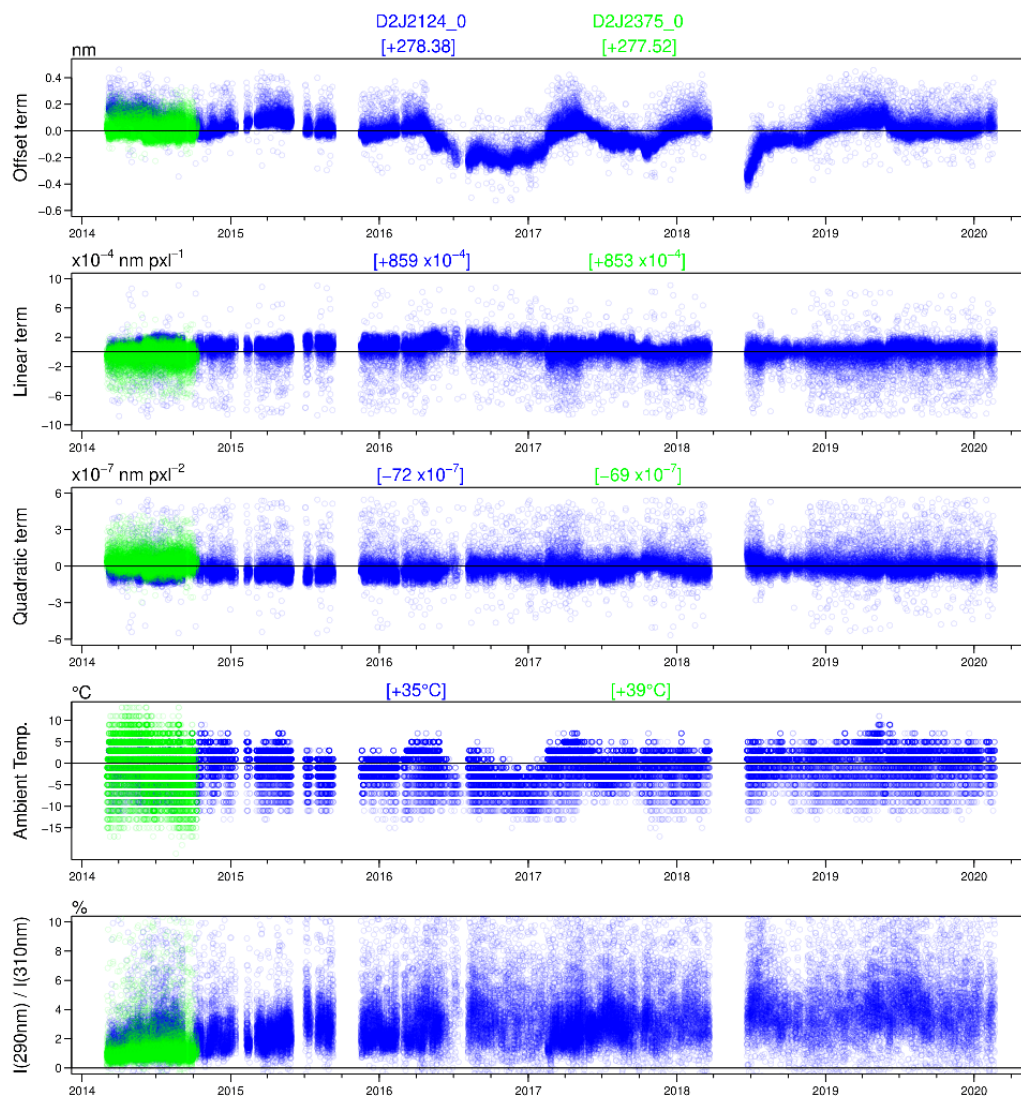 D2J2124_0 D2J2375_0
[+278.38] [+277.52]
nm
Offset term
0.4
0.2
0.0
−0.2
−0.4
−0.6
2014 2015 2016 2017 2018 2019 2020
x10⁻⁴ nm pxl⁻¹ [+859 x10⁻⁴] [+853 x10⁻⁴]
Linear term
10
6
2
−2
−6
−10
2014 2015 2016 2017 2018 2019 2020
x10⁻⁷ nm pxl⁻² [−72 x10⁻⁷] [−69 x10⁻⁷]
Quadratic term
6
3
0
−3
−6
2014 2015 2016 2017 2018 2019 2020
°C [+35°C] [+39°C]
Ambient Temp.
10
5
0
−5
−10
−15
2014 2015 2016 2017 2018 2019 2020
%
I(290nm) / I(310nm)
10
8
6
4
2
0
2014 2015 2016 2017 2018 2019 2020